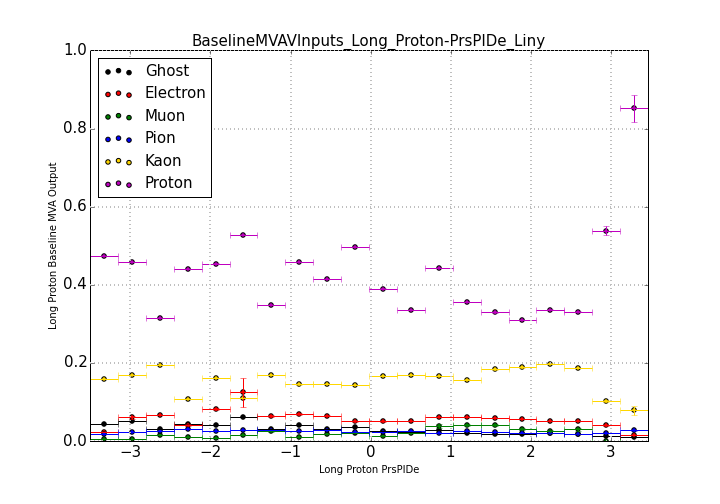 BaselineMVAVInputs_Long_Proton-PrsPIDe_Liny
1.0
0.8
0.6
0.4
0.2
0.0
Long Proton Baseline MVA Output
Ghost
Electron
Muon
Pion
Kaon
Proton
−3 −2 −1 0 1 2 3
Long Proton PrsPIDe